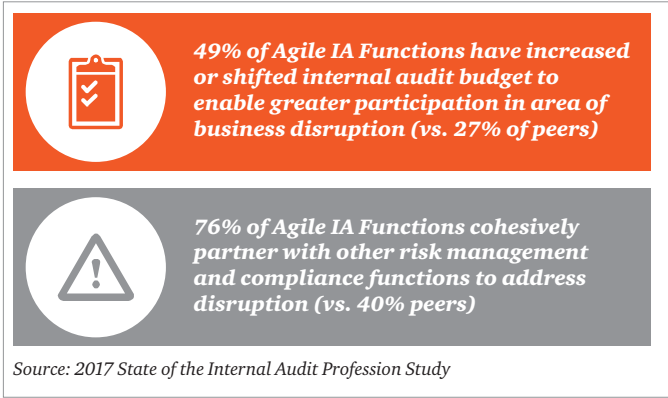 49% of Agile IA Functions have increased
or shifted internal audit budget to
enable greater participation in area of
business disruption (vs. 27% of peers)
76% of Agile IA Functions cohesively
partner with other risk management
and compliance functions to address
disruption (vs. 40% peers)
Source: 2017 State of the Internal Audit Profession Study